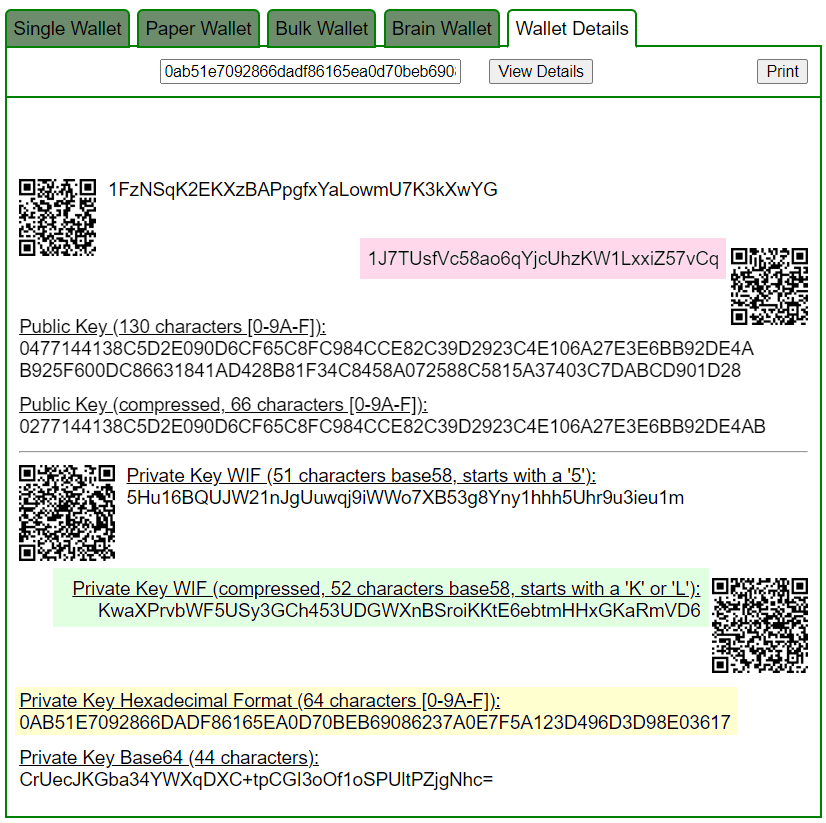 Single Wallet
Paper Wallet
Bulk Wallet
Brain Wallet
Wallet Details
0ab51e7092866dadf86165ea0d70beb6908
View Details
Print
1FzNSqK2EKXzBAPpgfxYaLowmU7K3kXwYG
1J7TUsfVc58ao6qYjcUhzKW1LxxiZ57vCq
Public Key (130 characters [0-9A-F]):
0477144138C5D2E090D6CF65C8FC984CCE82C39D2923C4E106A27E3E6BB92DE4A
B925F600DC86631841AD428B81F34C8458A072588C5815A37403C7DABCD901D28
Public Key (compressed, 66 characters [0-9A-F]):
0277144138C5D2E090D6CF65C8FC984CCE82C39D2923C4E106A27E3E6BB92DE4AB
Private Key WIF (51 characters base58, starts with a '5'):
5Hu16BQUJW21nJgUuwqj9iWWo7XB53g8Yny1hhh5Uhr9u3ieu1m
Private Key WIF (compressed, 52 characters base58, starts with a 'K' or 'L'):
KwaXPrvbWF5USy3GCh453UDGWXnBSroiKKtE6ebtmHHxGKaRmVD6
Private Key Hexadecimal Format (64 characters [0-9A-F]):
0AB51E7092866DADF86165EA0D70BEB69086237A0E7F5A123D496D3D98E03617
Private Key Base64 (44 characters):
CrUecJKGba34YWXqDXC+tpCGI3oOf1oSPUltPZjgNhc=